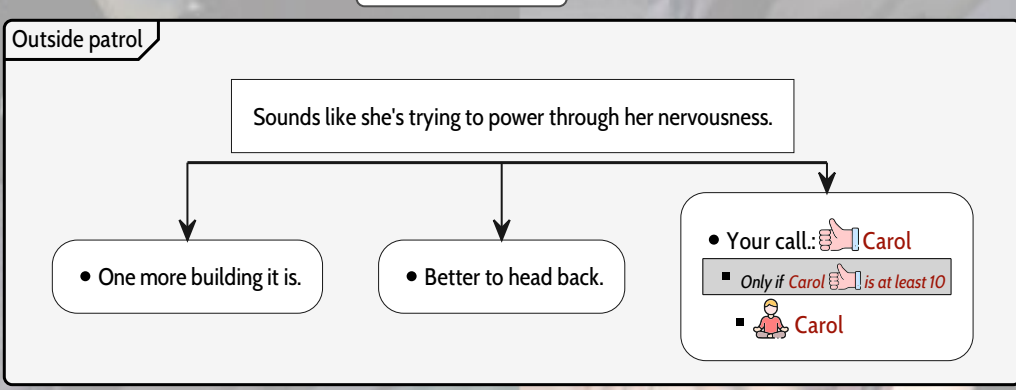 Outside patrol
Sounds like she's trying to power through her nervousness.
• One more building it is.
• Better to head back.
• Your call.: Carol
▪ Only if Carol is at least 10
▪ Carol